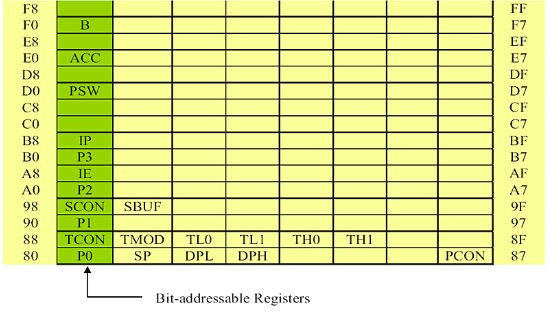 F8 FF
F0 B F7
E8 EF
E0 ACC E7
D8 DF
D0 PSW D7
C8 CF
C0 C7
B8 IP BF
B0 P3 B7
A8 IE AF
A0 P2 A7
98 SCON SBUF 9F
90 P1 97
88 TCON TMOD TL0 TL1 TH0 TH1 8F
80 P0 SP DPL DPH PCON 87
Bit-addressable Registers